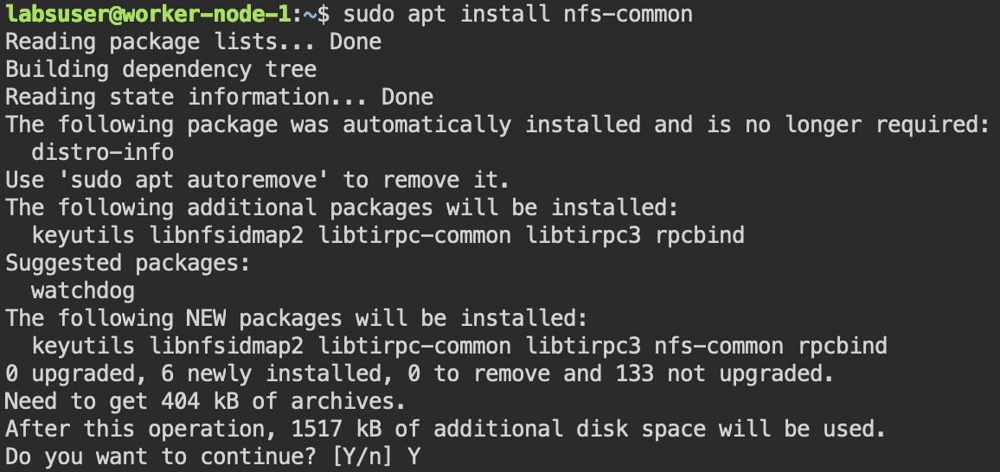 labsuser@worker-node-1:~$ sudo apt install nfs-common
Reading package lists... Done
Building dependency tree
Reading state information... Done
The following package was automatically installed and is no longer required:
  distro-info
Use 'sudo apt autoremove' to remove it.
The following additional packages will be installed:
  keyutils libnfsidmap2 libtirpc-common libtirpc3 rpcbind
Suggested packages:
  watchdog
The following NEW packages will be installed:
  keyutils libnfsidmap2 libtirpc-common libtirpc3 nfs-common rpcbind
0 upgraded, 6 newly installed, 0 to remove and 133 not upgraded.
Need to get 404 kB of archives.
After this operation, 1517 kB of additional disk space will be used.
Do you want to continue? [Y/n] Y